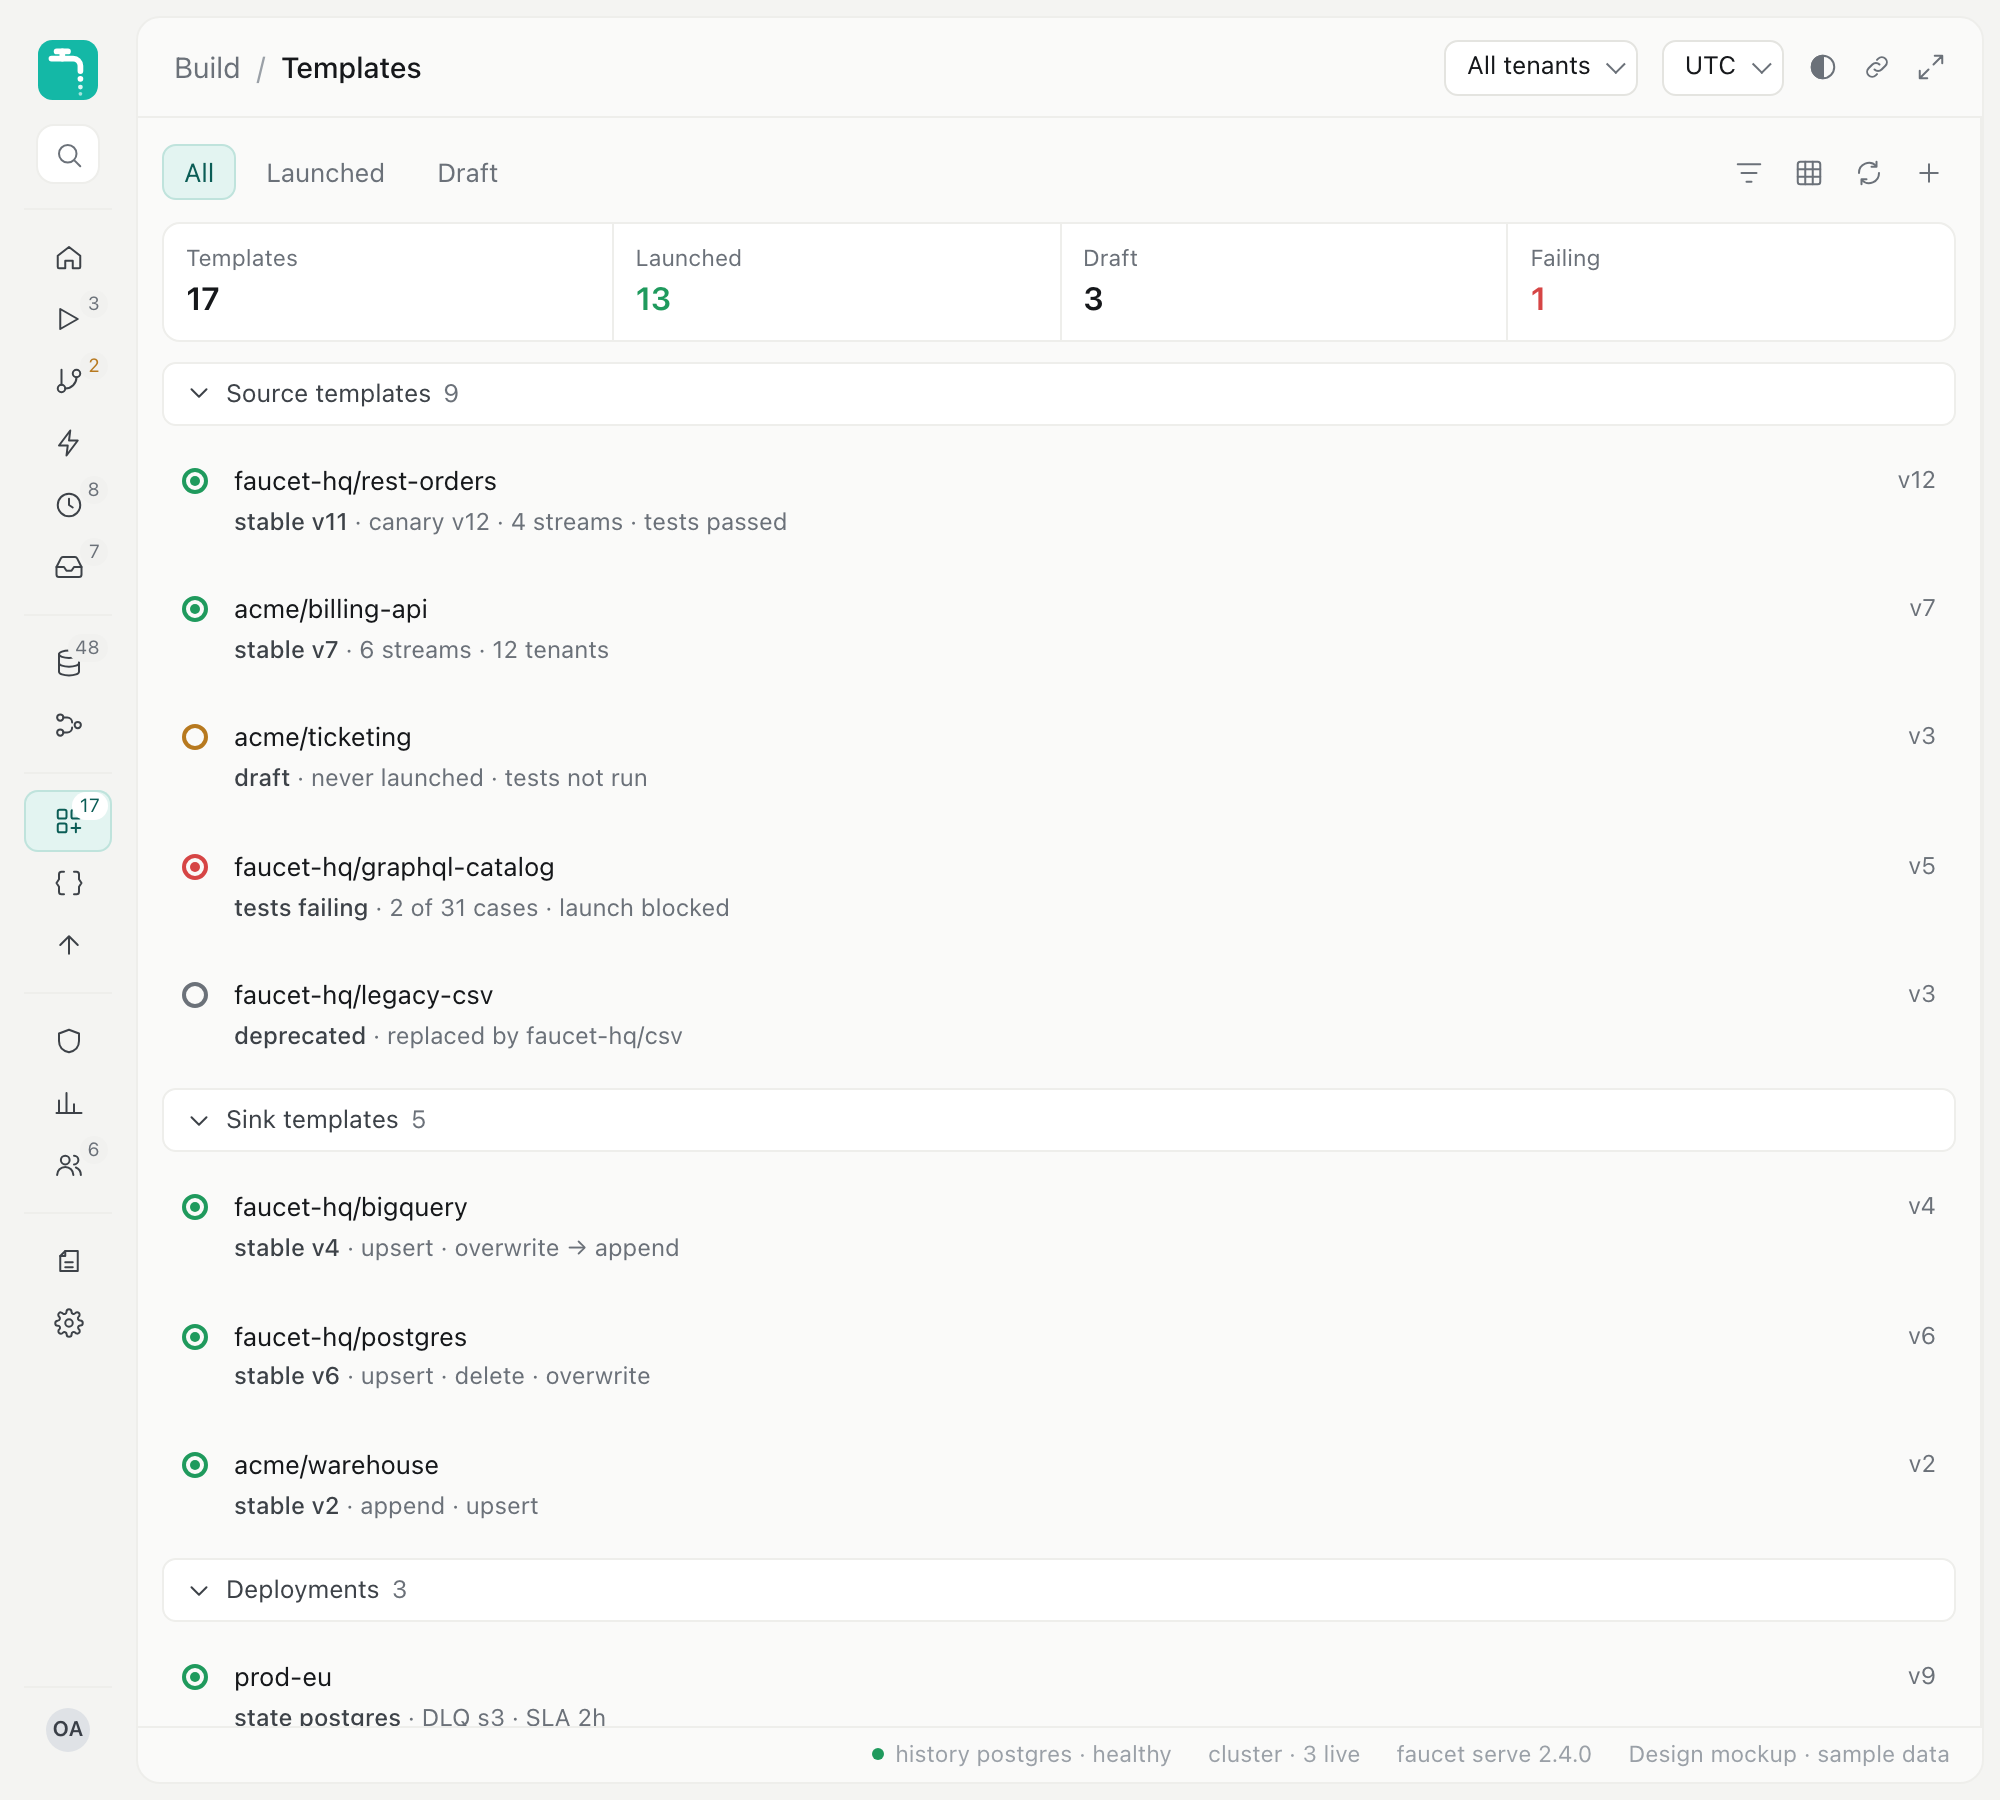 Build / Templates
All tenants
UTC
All
Launched
Draft
Templates
17
Launched
13
Draft
3
Failing
1
3
2
8
7
48
17
6
OA
Source templates 9
faucet-hq/rest-orders
v12
stable v11 · canary v12 · 4 streams · tests passed
acme/billing-api
v7
stable v7 · 6 streams · 12 tenants
acme/ticketing
v3
draft · never launched · tests not run
faucet-hq/graphql-catalog
v5
tests failing · 2 of 31 cases · launch blocked
faucet-hq/legacy-csv
v3
deprecated · replaced by faucet-hq/csv
Sink templates 5
faucet-hq/bigquery
v4
stable v4 · upsert · overwrite → append
faucet-hq/postgres
v6
stable v6 · upsert · delete · overwrite
acme/warehouse
v2
stable v2 · append · upsert
Deployments 3
prod-eu
v9
state postgres · DLQ s3 · SLA 2h
history postgres · healthy
cluster · 3 live
faucet serve 2.4.0
Design mockup · sample data